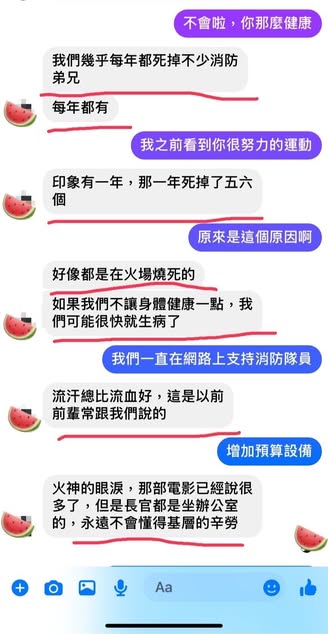 不會啦，你那麼健康
我們幾乎每年都死掉不少消防
弟兄
每年都有
我之前看到你很努力的運動
印象有一年，那一年死掉了五六
個
原來是這個原因啊
好像都是在火場燒死的
如果我們不讓身體健康一點，我
們可能很快就生病了
我們一直在網路上支持消防隊員
流汗總比流血好，這是以前
前輩常跟我們說的
增加預算設備
火神的眼淚，那部電影已經說很
多了，但是長官都是坐辦公室
的，永遠不會懂得基層的辛勞
Aa